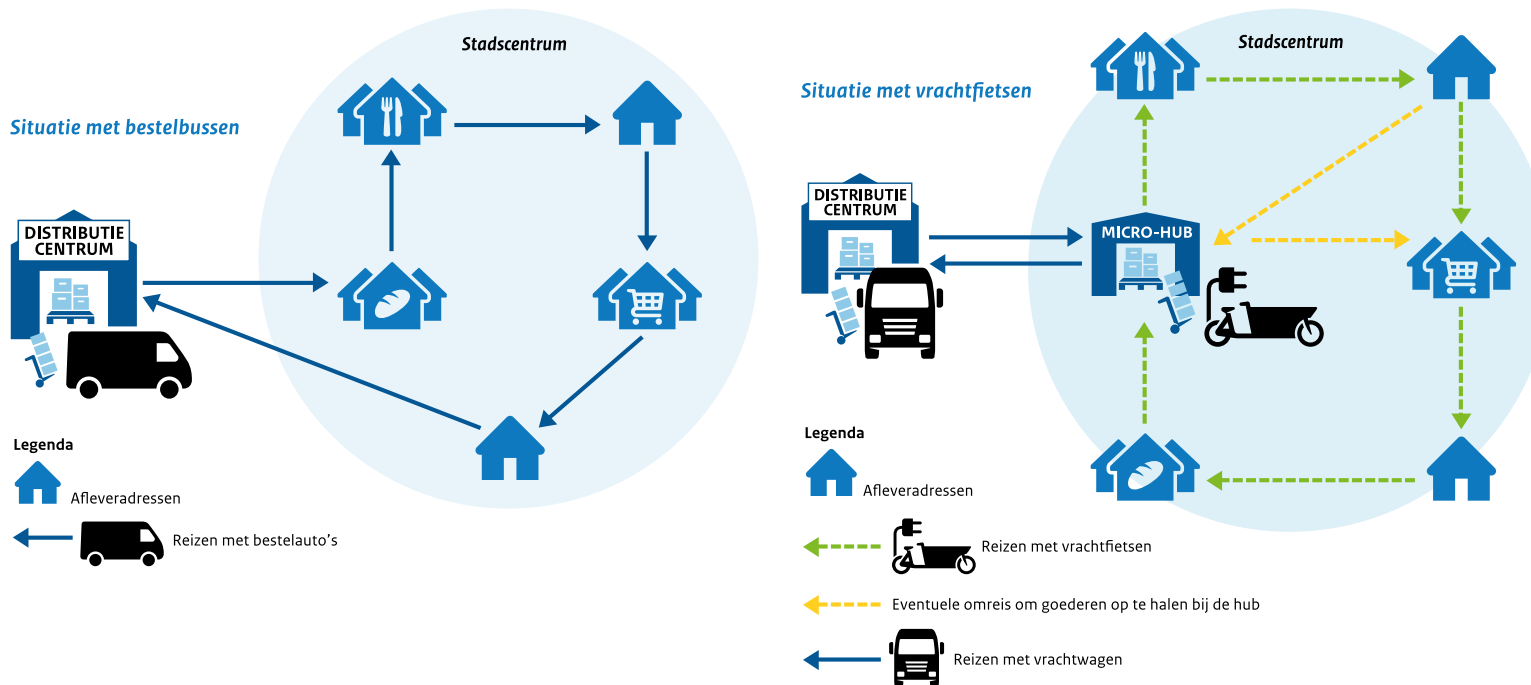 Stadscentrum
Situatie met bestelbussen
DISTRIBUTIE
CENTRUM
Legenda
Afleveradressen
Reizen met bestelauto's
Stadscentrum
Situatie met vrachtfietsen
DISTRIBUTIE
CENTRUM
MICRO-HUB
Legenda
Afleveradressen
Reizen met vrachtfietsen
Eventuele omreis om goederen op te halen bij de hub
Reizen met vrachtwagen